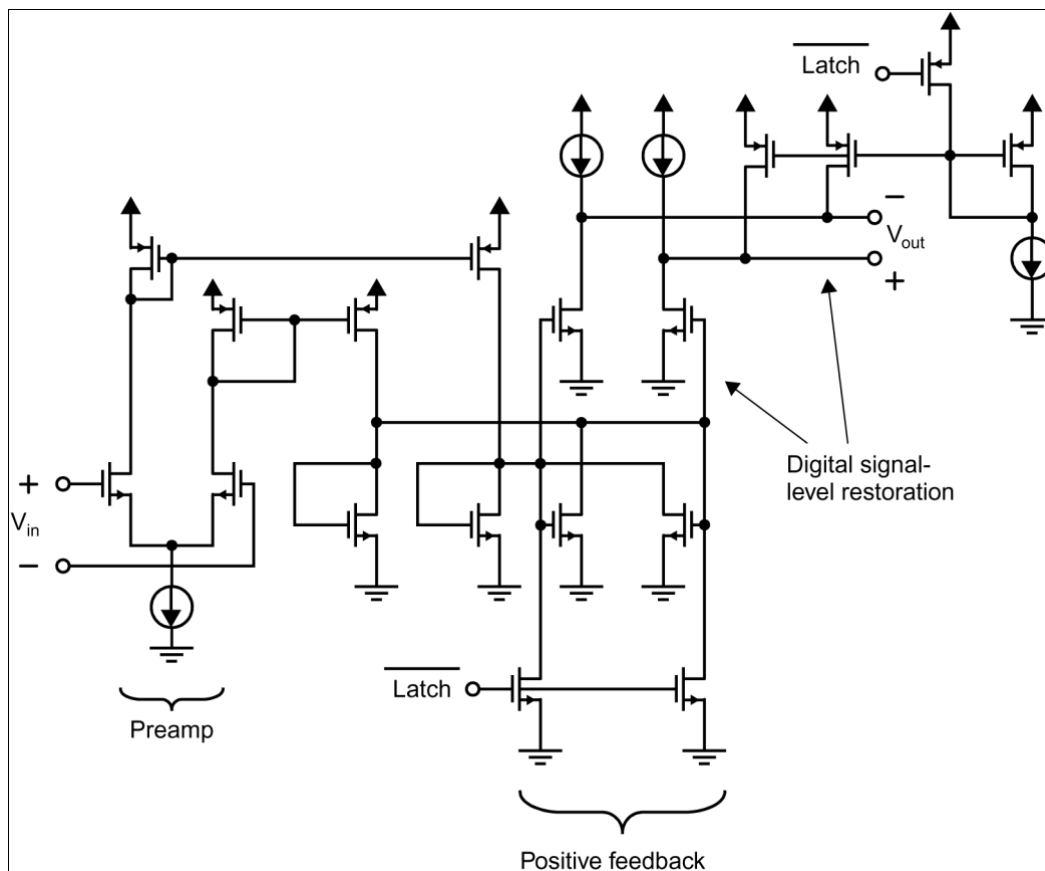 Latch
−
V_out
+
+
V_in
−
Digital signal-
level restoration
Latch
Preamp
Positive feedback